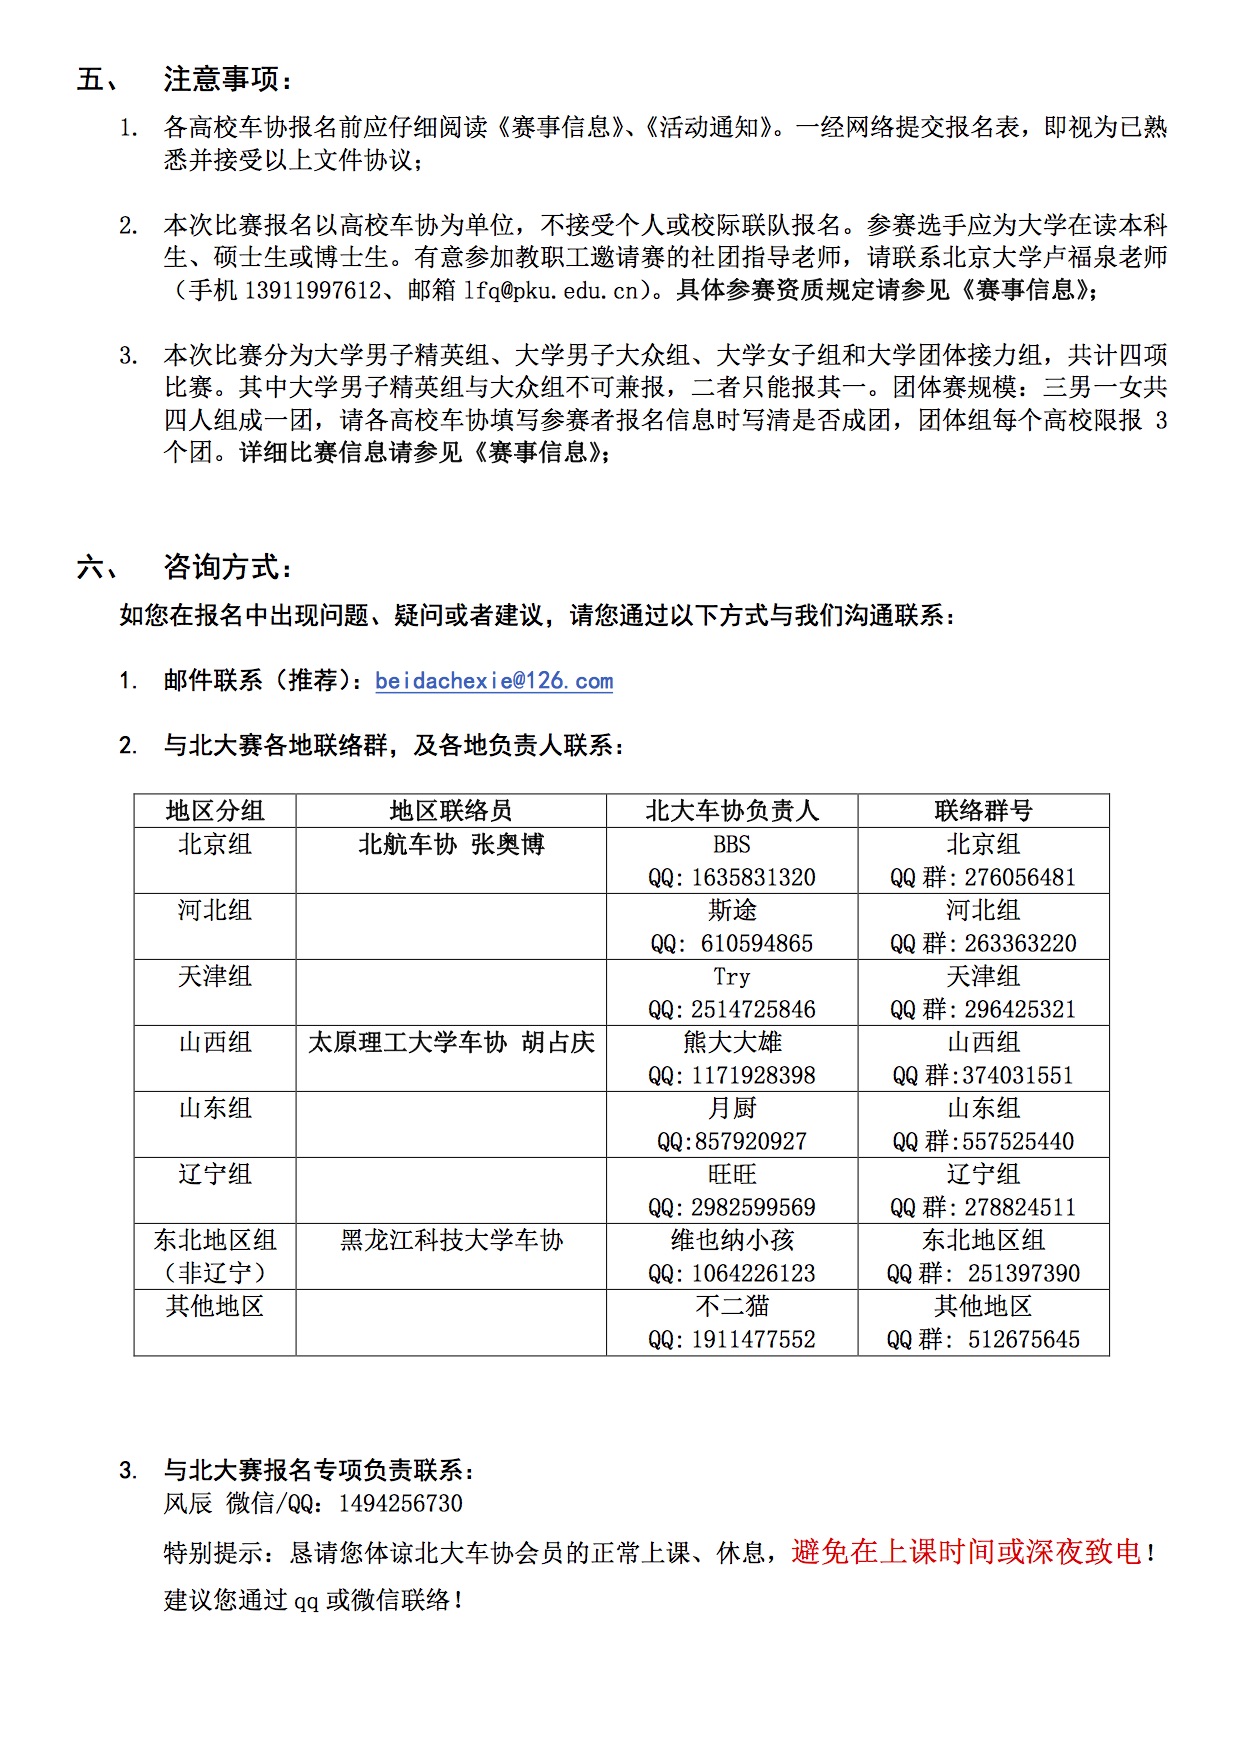 五、 注意事项：
1. 各高校车协报名前应仔细阅读《赛事信息》、《活动通知》。一经网络提交报名表，即视为已熟
悉并接受以上文件协议；
2. 本次比赛报名以高校车协为单位，不接受个人或校际联队报名。参赛选手应为大学在读本科
生、硕士生或博士生。有意参加教职工邀请赛的社团指导老师，请联系北京大学卢福泉老师
（手机 13911997612、邮箱 lfq@pku.edu.cn）。具体参赛资质规定请参见《赛事信息》；
3. 本次比赛分为大学男子精英组、大学男子大众组、大学女子组和大学团体接力组，共计四项
比赛。其中大学男子精英组与大众组不可兼报，二者只能报其一。团体赛规模：三男一女共
四人组成一团，请各高校车协填写参赛者报名信息时写清是否成团，团体组每个高校限报 3
个团。详细比赛信息请参见《赛事信息》；
六、 咨询方式：
如您在报名中出现问题、疑问或者建议，请您通过以下方式与我们沟通联系：
1. 邮件联系（推荐）：beidachexie@126.com
2. 与北大赛各地联络群，及各地负责人联系：
地区分组 地区联络员 北大车协负责人 联络群号
北京组 北航车协 张奥博 BBS 北京组
QQ: 1635831320 QQ 群: 276056481
河北组 斯途 河北组
QQ: 610594865 QQ 群: 263363220
天津组 Try 天津组
QQ: 2514725846 QQ 群: 296425321
山西组 太原理工大学车协 胡占庆 熊大大雄 山西组
QQ: 1171928398 QQ 群:374031551
山东组 月厨 山东组
QQ:857920927 QQ 群:557525440
辽宁组 旺旺 辽宁组
QQ: 2982599569 QQ 群: 278824511
东北地区组 黑龙江科技大学车协 维也纳小孩 东北地区组
（非辽宁） QQ: 1064226123 QQ 群: 251397390
其他地区 不二猫 其他地区
QQ: 1911477552 QQ 群: 512675645
3. 与北大赛报名专项负责联系：
风辰 微信/QQ: 1494256730
特别提示：恳请您体谅北大车协会员的正常上课、休息，避免在上课时间或深夜致电！
建议您通过 qq 或微信联络！